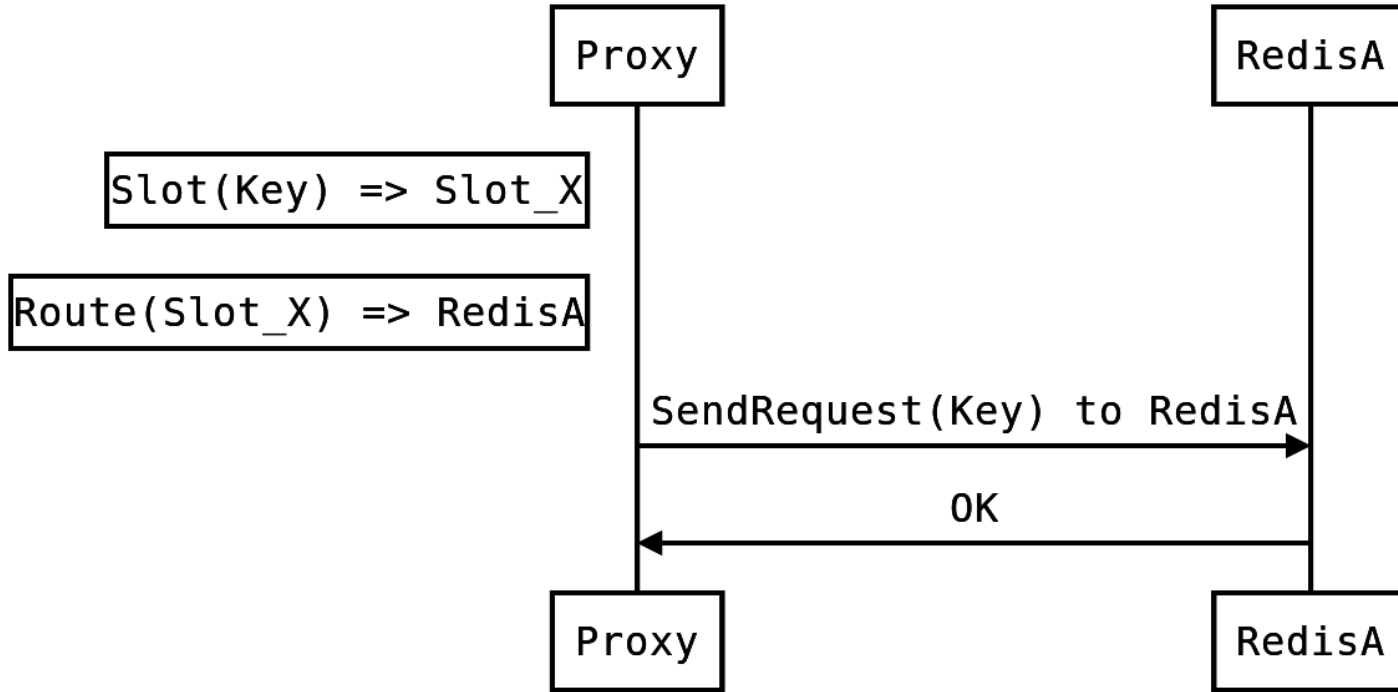 Proxy
RedisA
Slot(Key) => Slot_X
Route(Slot_X) => RedisA
SendRequest(Key) to RedisA
OK
Proxy
RedisA